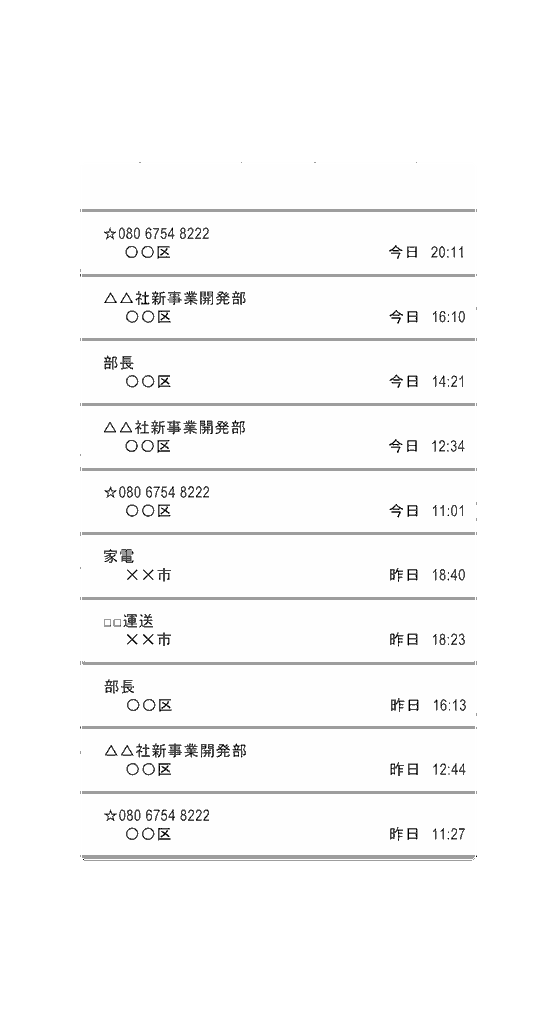 ☆080 6754 8222
○○区 今日 20:11
△△社新事業開発部
○○区 今日 16:10
部長
○○区 今日 14:21
△△社新事業開発部
○○区 今日 12:34
☆080 6754 8222
○○区 今日 11:01
家電
××市 昨日 18:40
□□運送
××市 昨日 18:23
部長
○○区 昨日 16:13
△△社新事業開発部
○○区 昨日 12:44
☆080 6754 8222
○○区 昨日 11:27